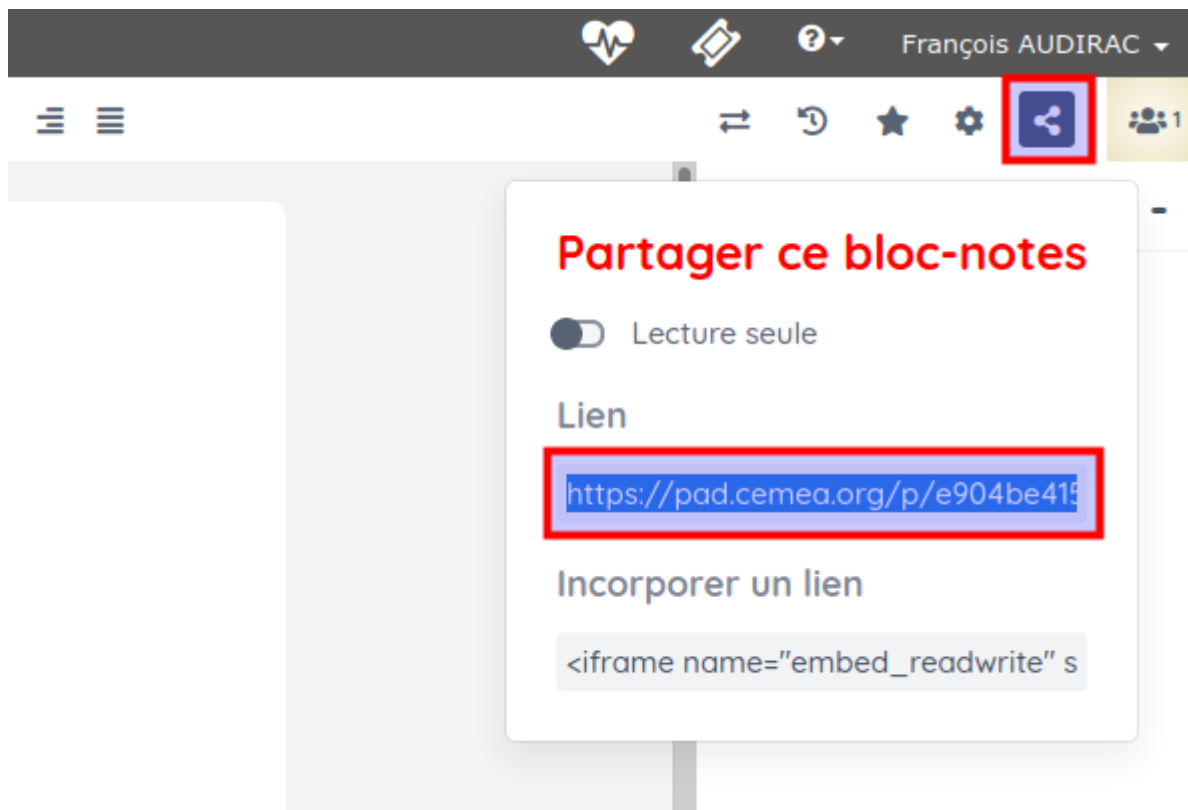 François AUDIRAC
1
Partager ce bloc-notes
Lecture seule
Lien
https://pad.cemea.org/p/e904be415
Incorporer un lien
<iframe name="embed_readwrite" s